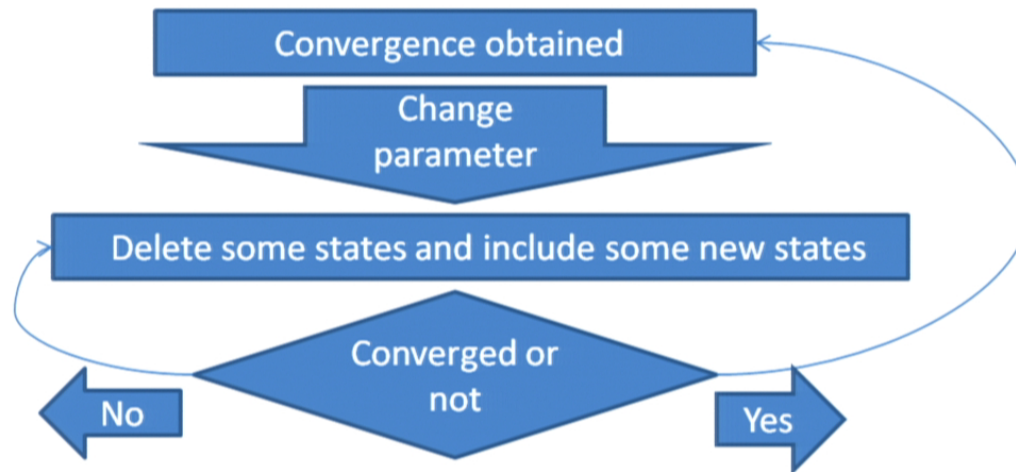 Convergence obtained
Change
parameter
Delete some states and include some new states
Converged or
not
No
Yes